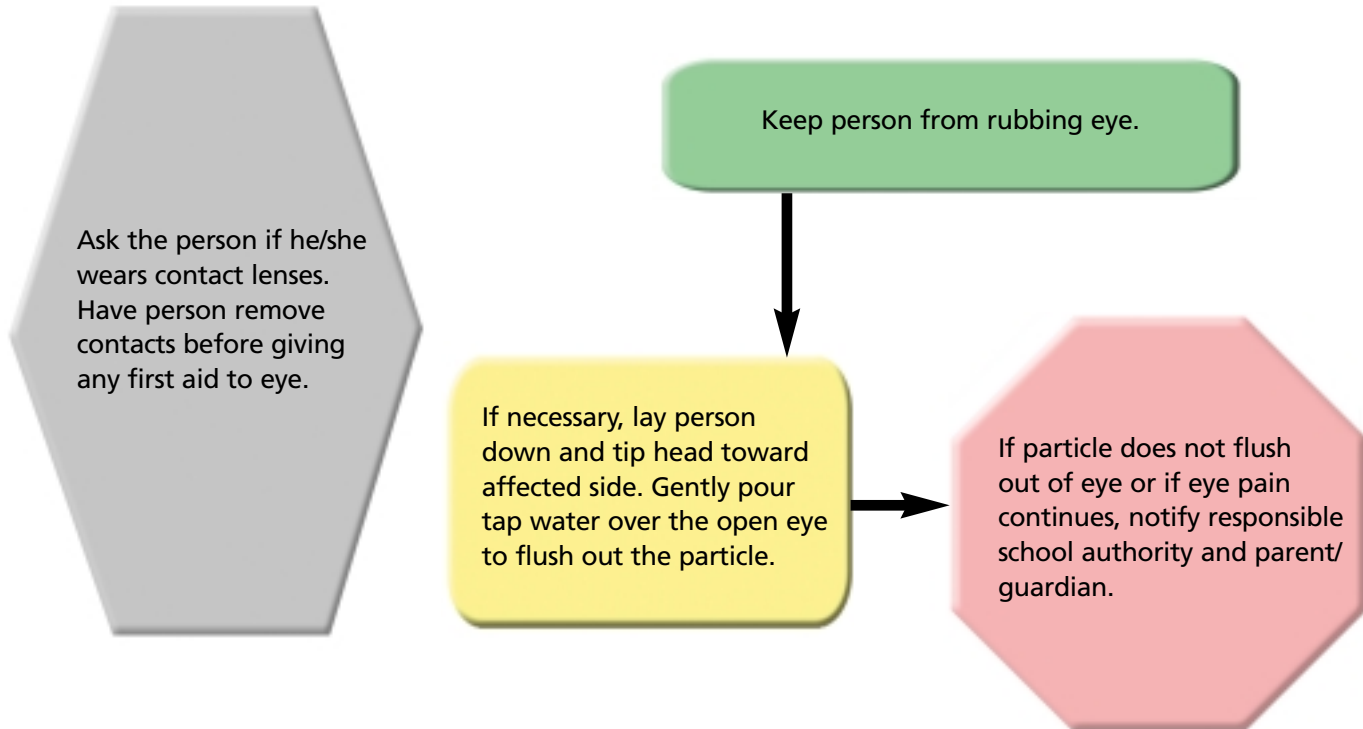 Ask the person if he/she
wears contact lenses.
Have person remove
contacts before giving
any first aid to eye.
Keep person from rubbing eye.
If necessary, lay person
down and tip head toward
affected side. Gently pour
tap water over the open eye
to flush out the particle.
If particle does not flush
out of eye or if eye pain
continues, notify responsible
school authority and parent/
guardian.